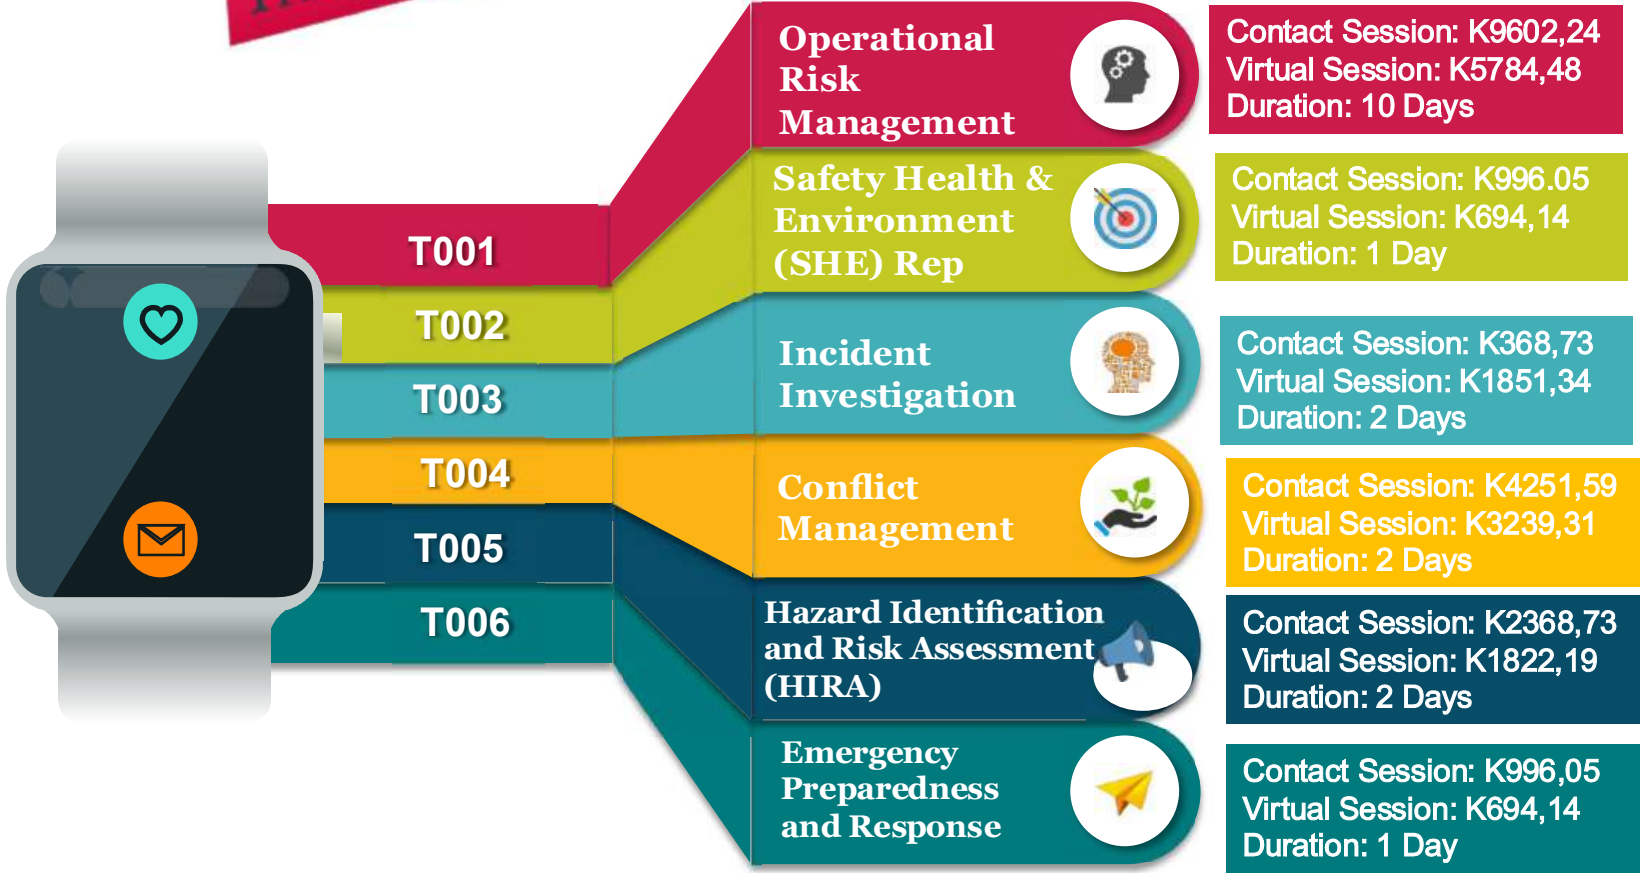 T001
Operational
Risk
Management
Contact Session: K9602,24
Virtual Session: K5784,48
Duration: 10 Days
T002
Safety Health &
Environment
(SHE) Rep
Contact Session: K996.05
Virtual Session: K694,14
Duration: 1 Day
T003
Incident
Investigation
Contact Session: K368,73
Virtual Session: K1851,34
Duration: 2 Days
T004
Conflict
Management
Contact Session: K4251,59
Virtual Session: K3239,31
Duration: 2 Days
T005
Hazard Identification
and Risk Assessment
(HIRA)
Contact Session: K2368,73
Virtual Session: K1822,19
Duration: 2 Days
T006
Emergency
Preparedness
and Response
Contact Session: K996,05
Virtual Session: K694,14
Duration: 1 Day